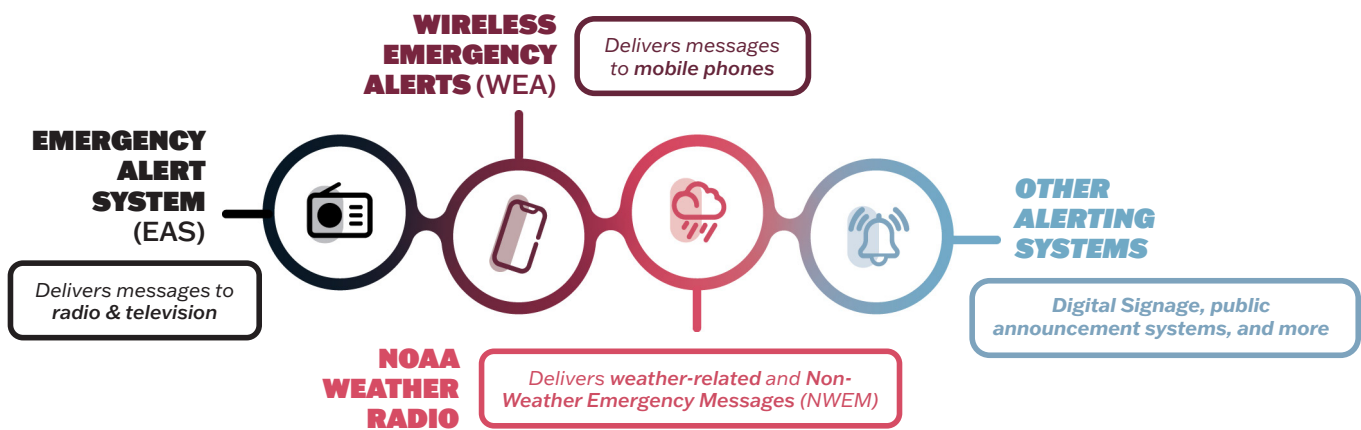 EMERGENCY
ALERT
SYSTEM
(EAS)
Delivers messages to
radio & television
WIRELESS
EMERGENCY
ALERTS (WEA)
Delivers messages
to mobile phones
NOAA
WEATHER
RADIO
Delivers weather-related and Non-
Weather Emergency Messages (NWEM)
OTHER
ALERTING
SYSTEMS
Digital Signage, public
announcement systems, and more